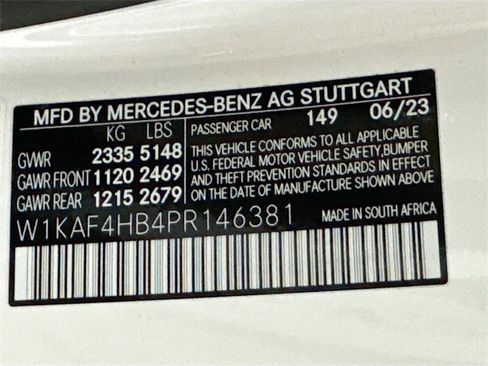 MFD BY MERCEDES-BENZ AG STUTTGART
KG LBS PASSENGER CAR 149 06/23
GVWR 2335 5148
GAWR FRONT 1120 2469
GAWR REAR 1215 2679
THIS VEHICLE CONFORMS TO ALL APPLICABLE
U.S. FEDERAL MOTOR VEHICLE SAFETY, BUMPER
AND THEFT PREVENTION STANDARDS IN EFFECT
ON THE DATE OF MANUFACTURE SHOWN ABOVE.
W1KAF4HB4PR146381 MADE IN SOUTH AFRICA